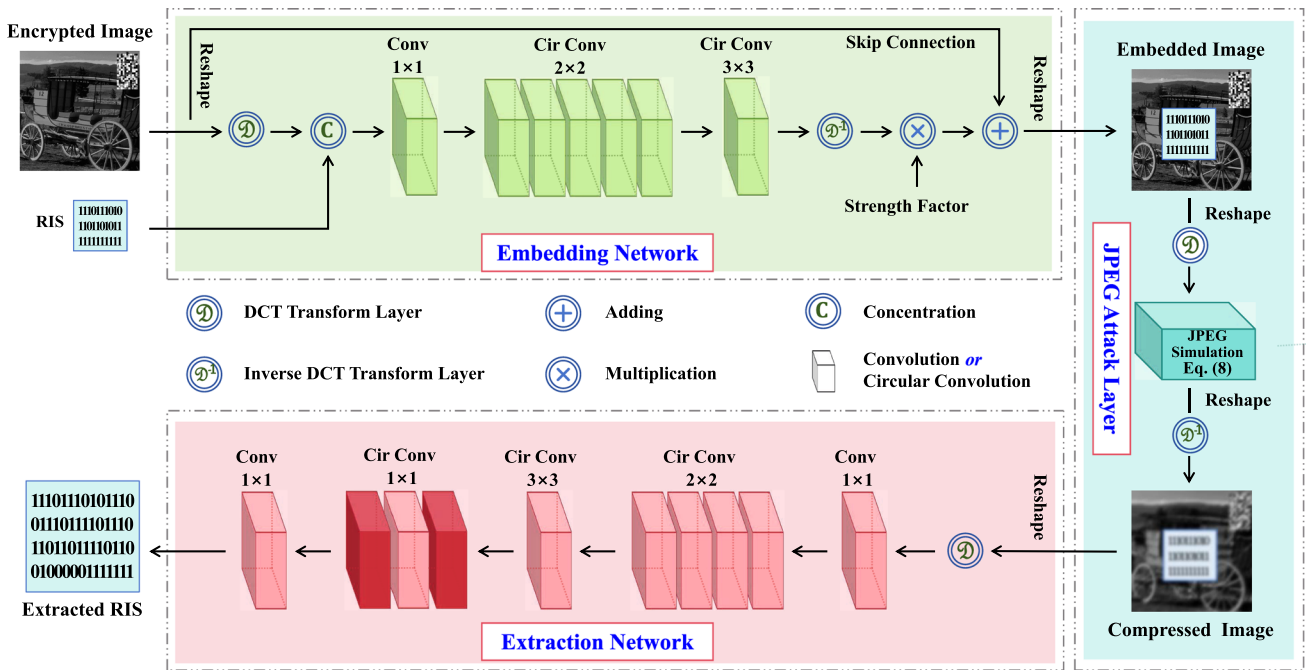 Encrypted Image
RIS
1110111010
1101101011
1111111111
Reshape
𝒟
C
Conv
1×1
Cir Conv
2×2
Cir Conv
3×3
𝒟-1
×
Strength Factor
Skip Connection
+
Reshape
Embedding Network
Embedded Image
1110111010
1101101011
1111111111
Reshape
𝒟
JPEG Attack Layer
JPEG
Simulation
Eq. (8)
Reshape
𝒟-1
Compressed Image
𝒟 DCT Transform Layer
+ Adding
C Concentration
𝒟-1 Inverse DCT Transform Layer
× Multiplication
Convolution or
Circular Convolution
Reshape
𝒟
Conv
1×1
Cir Conv
2×2
Cir Conv
3×3
Cir Conv
1×1
Conv
1×1
Extraction Network
11101110101110
01110111101110
11011011110110
01000001111111
Extracted RIS